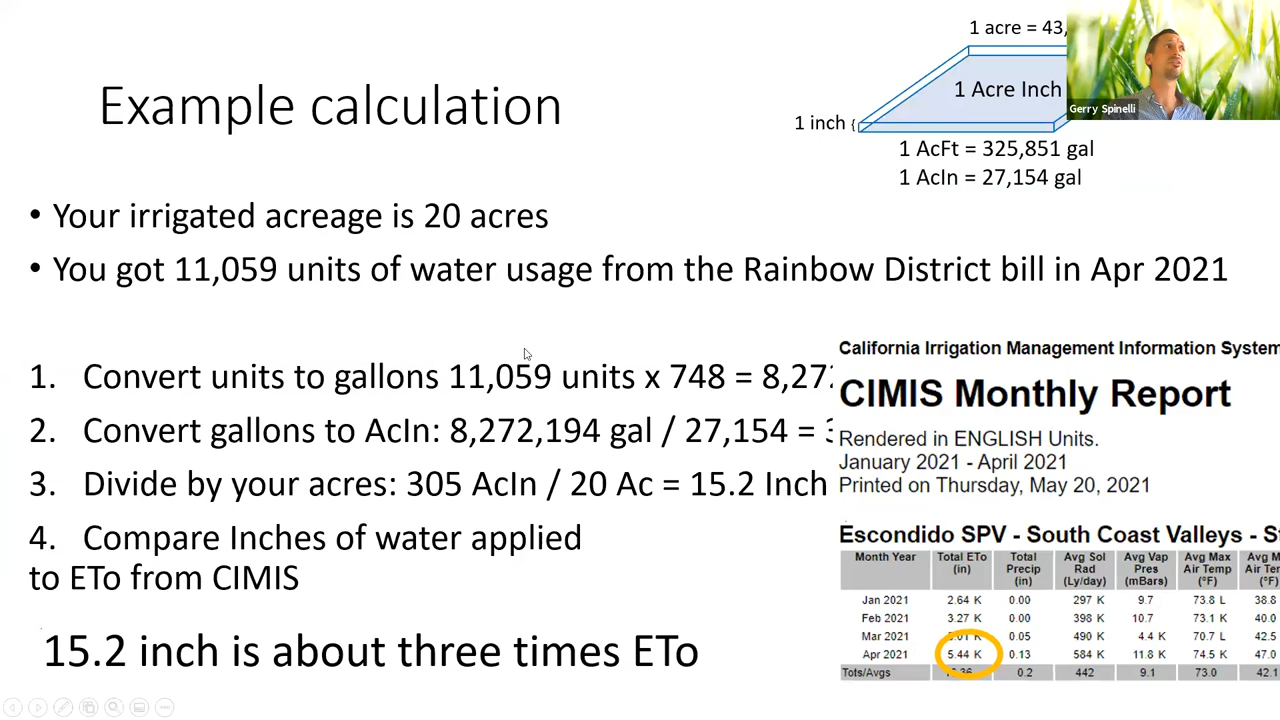 1 acre = 43,
Gerry Spinelli
Example calculation
1 Acre Inch
1 inch {
1 AcFt = 325,851 gal
1 AcIn = 27,154 gal
• Your irrigated acreage is 20 acres
• You got 11,059 units of water usage from the Rainbow District bill in Apr 2021
1. Convert units to gallons 11,059 units x 748 = 8,272
2. Convert gallons to AcIn: 8,272,194 gal / 27,154 = 3
3. Divide by your acres: 305 AcIn / 20 Ac = 15.2 Inch
4. Compare Inches of water applied
to ETo from CIMIS
15.2 inch is about three times ETo
California Irrigation Management Information System
CIMIS Monthly Report
Rendered in ENGLISH Units.
January 2021 - April 2021
Printed on Thursday, May 20, 2021
Escondido SPV - South Coast Valleys - St
Month Year Total ETo (in) Total Precip (in) Avg Sol Rad (Ly/day) Avg Vap Pres (mBars) Avg Max Air Temp (°F) Avg M Air Tem (°F)
Jan 2021 2.64 K 0.00 297 K 9.7 73.8 L 38.8
Feb 2021 3.27 K 0.00 398 K 10.7 73.1 K 40.0
Mar 2021 K 0.05 490 K 4.4 K 70.7 L 42.5
Apr 2021 5.44 K 0.13 584 K 11.8 K 74.5 K 47.0
Tots/Avgs 0.2 442 9.1 73.0 42.1